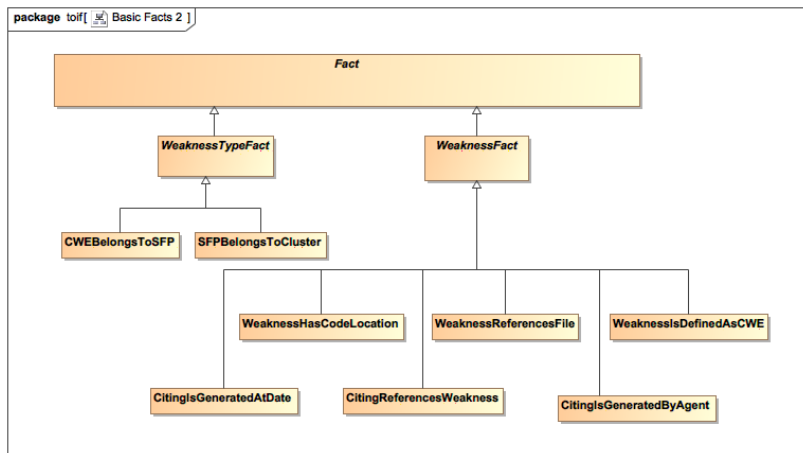 package toif[ Basic Facts 2 ]
Fact
WeaknessTypeFact
WeaknessFact
CWEBelongsToSFP
SFPBelongsToCluster
WeaknessHasCodeLocation
WeaknessReferencesFile
WeaknessIsDefinedAsCWE
CitingIsGeneratedAtDate
CitingReferencesWeakness
CitingIsGeneratedByAgent